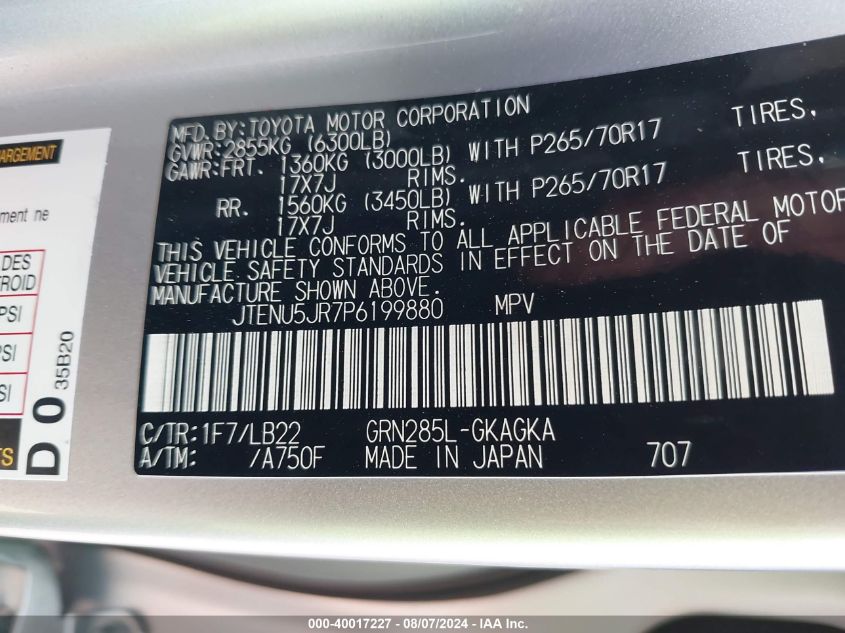 MFD. BY: TOYOTA MOTOR CORPORATION
GVWR: 2855KG (6300LB)
GAWR: FRT. 1360KG (3000LB) WITH P265/70R17 TIRES,
17X7J RIMS.
RR. 1560KG (3450LB) WITH P265/70R17 TIRES,
17X7J RIMS.
THIS VEHICLE CONFORMS TO ALL APPLICABLE FEDERAL MOTOR
VEHICLE SAFETY STANDARDS IN EFFECT ON THE DATE OF
MANUFACTURE SHOWN ABOVE.
JTENU5JR7P6199880 MPV
C/TR: 1F7/LB22 GRN285L-GKAGKA
A/TM: /A750F MADE IN JAPAN 707
ARGEMENT
ment ne
DES
ROID
PSI
PSI
SI
TS
D 0 35B20
000-40017227 - 08/07/2024 - IAA Inc.